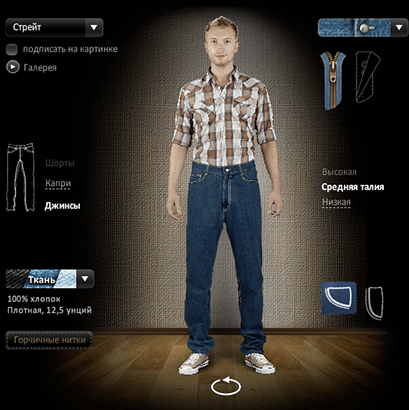 Стрейт
подписать на картинке
Галерея
Шорты
Капри
Джинсы
Высокая
Средняя талия
Низкая
Ткань
100% хлопок
Плотная, 12,5 унций
Горчичные нитки